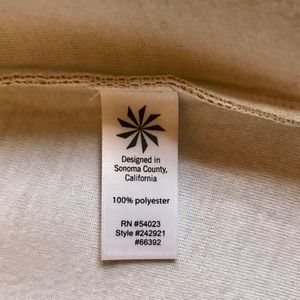 Designed in
Sonoma County,
California
100% polyester
RN #54023
Style #242921
#66392